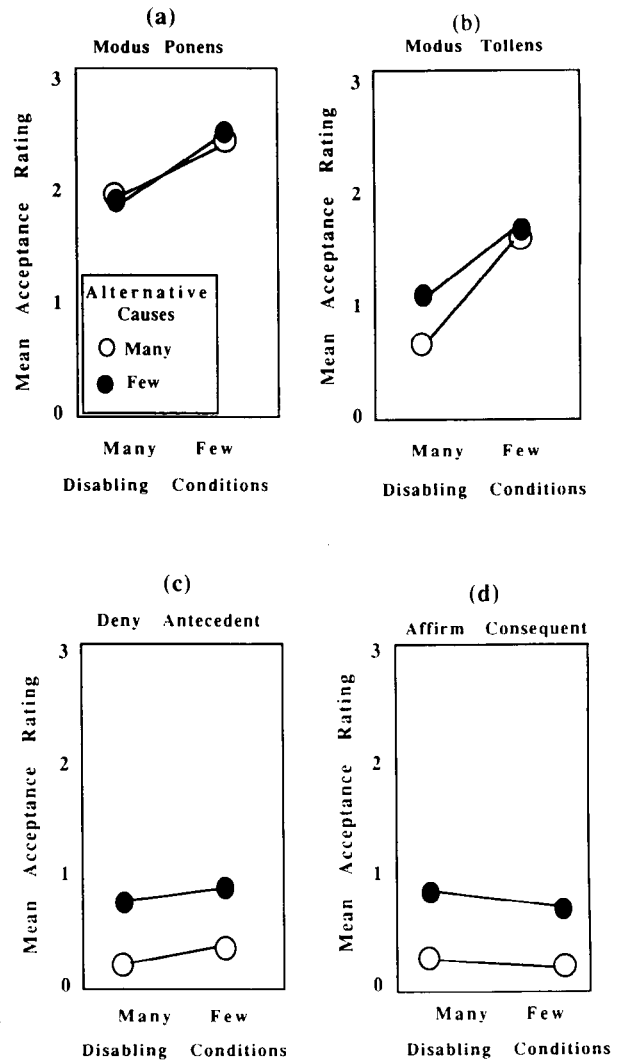 (a)
Modus Ponens
3
2
1
0
Mean Acceptance Rating
Alternative
Causes
Many
Few
Many Few
Disabling Conditions
(b)
Modus Tollens
3
2
1
0
Mean Acceptance Rating
Many Few
Disabling Conditions
(c)
Deny Antecedent
3
2
1
0
Mean Acceptance Rating
Many Few
Disabling Conditions
(d)
Affirm Consequent
3
2
1
0
Mean Acceptance Rating
Many Few
Disabling Conditions